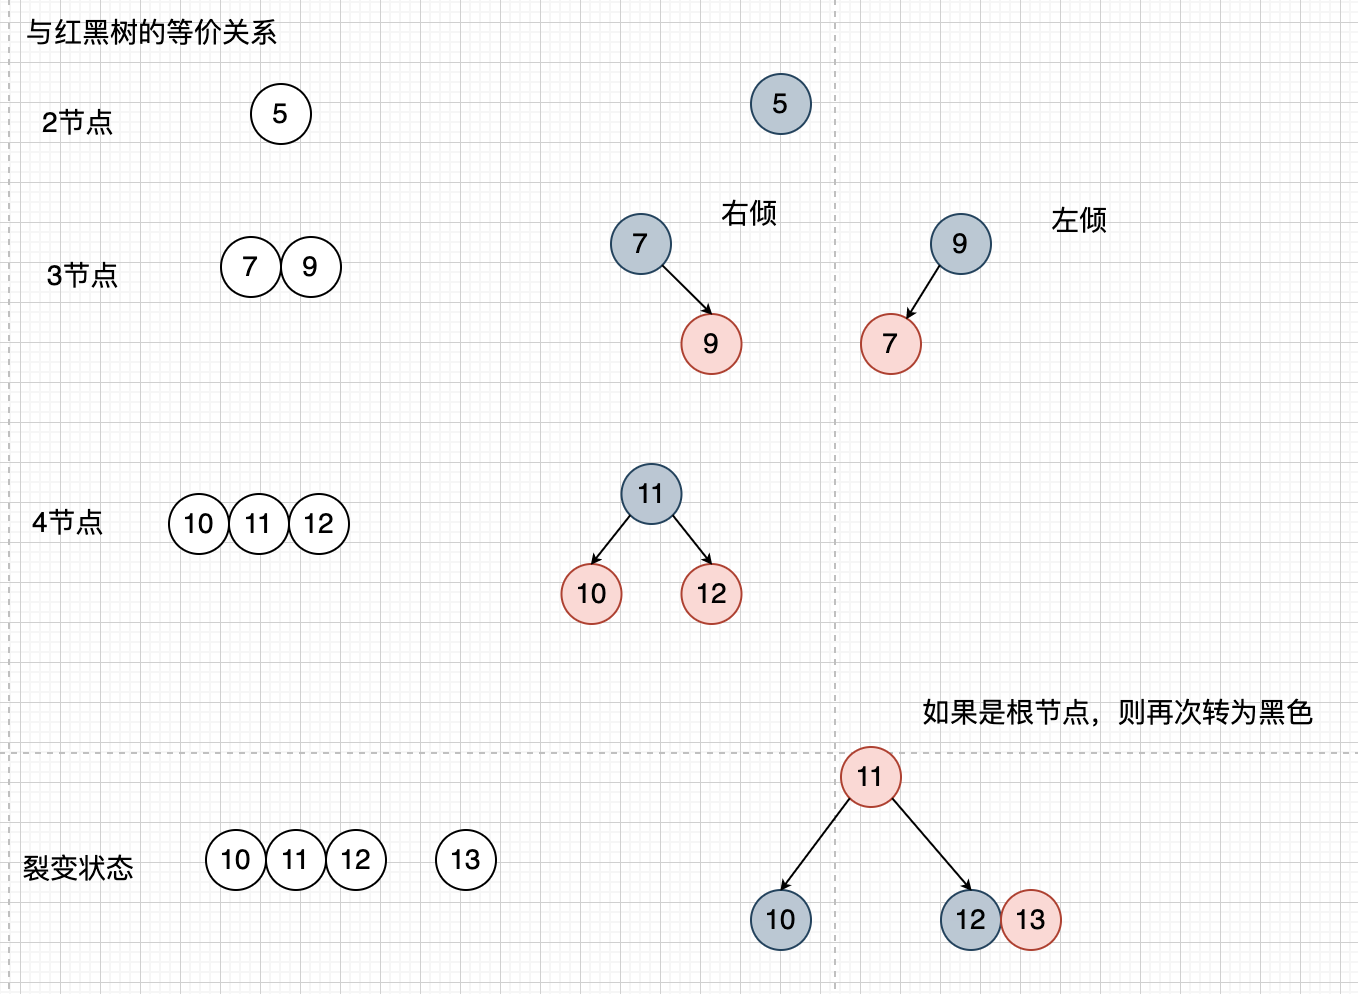 与红黑树的等价关系
2节点
5
5
3节点
7 9
7
右倾
9
9
左倾
7
4节点
10 11 12
11
10 12
如果是根节点，则再次转为黑色
裂变状态
10 11 12 13
11
10 12 13